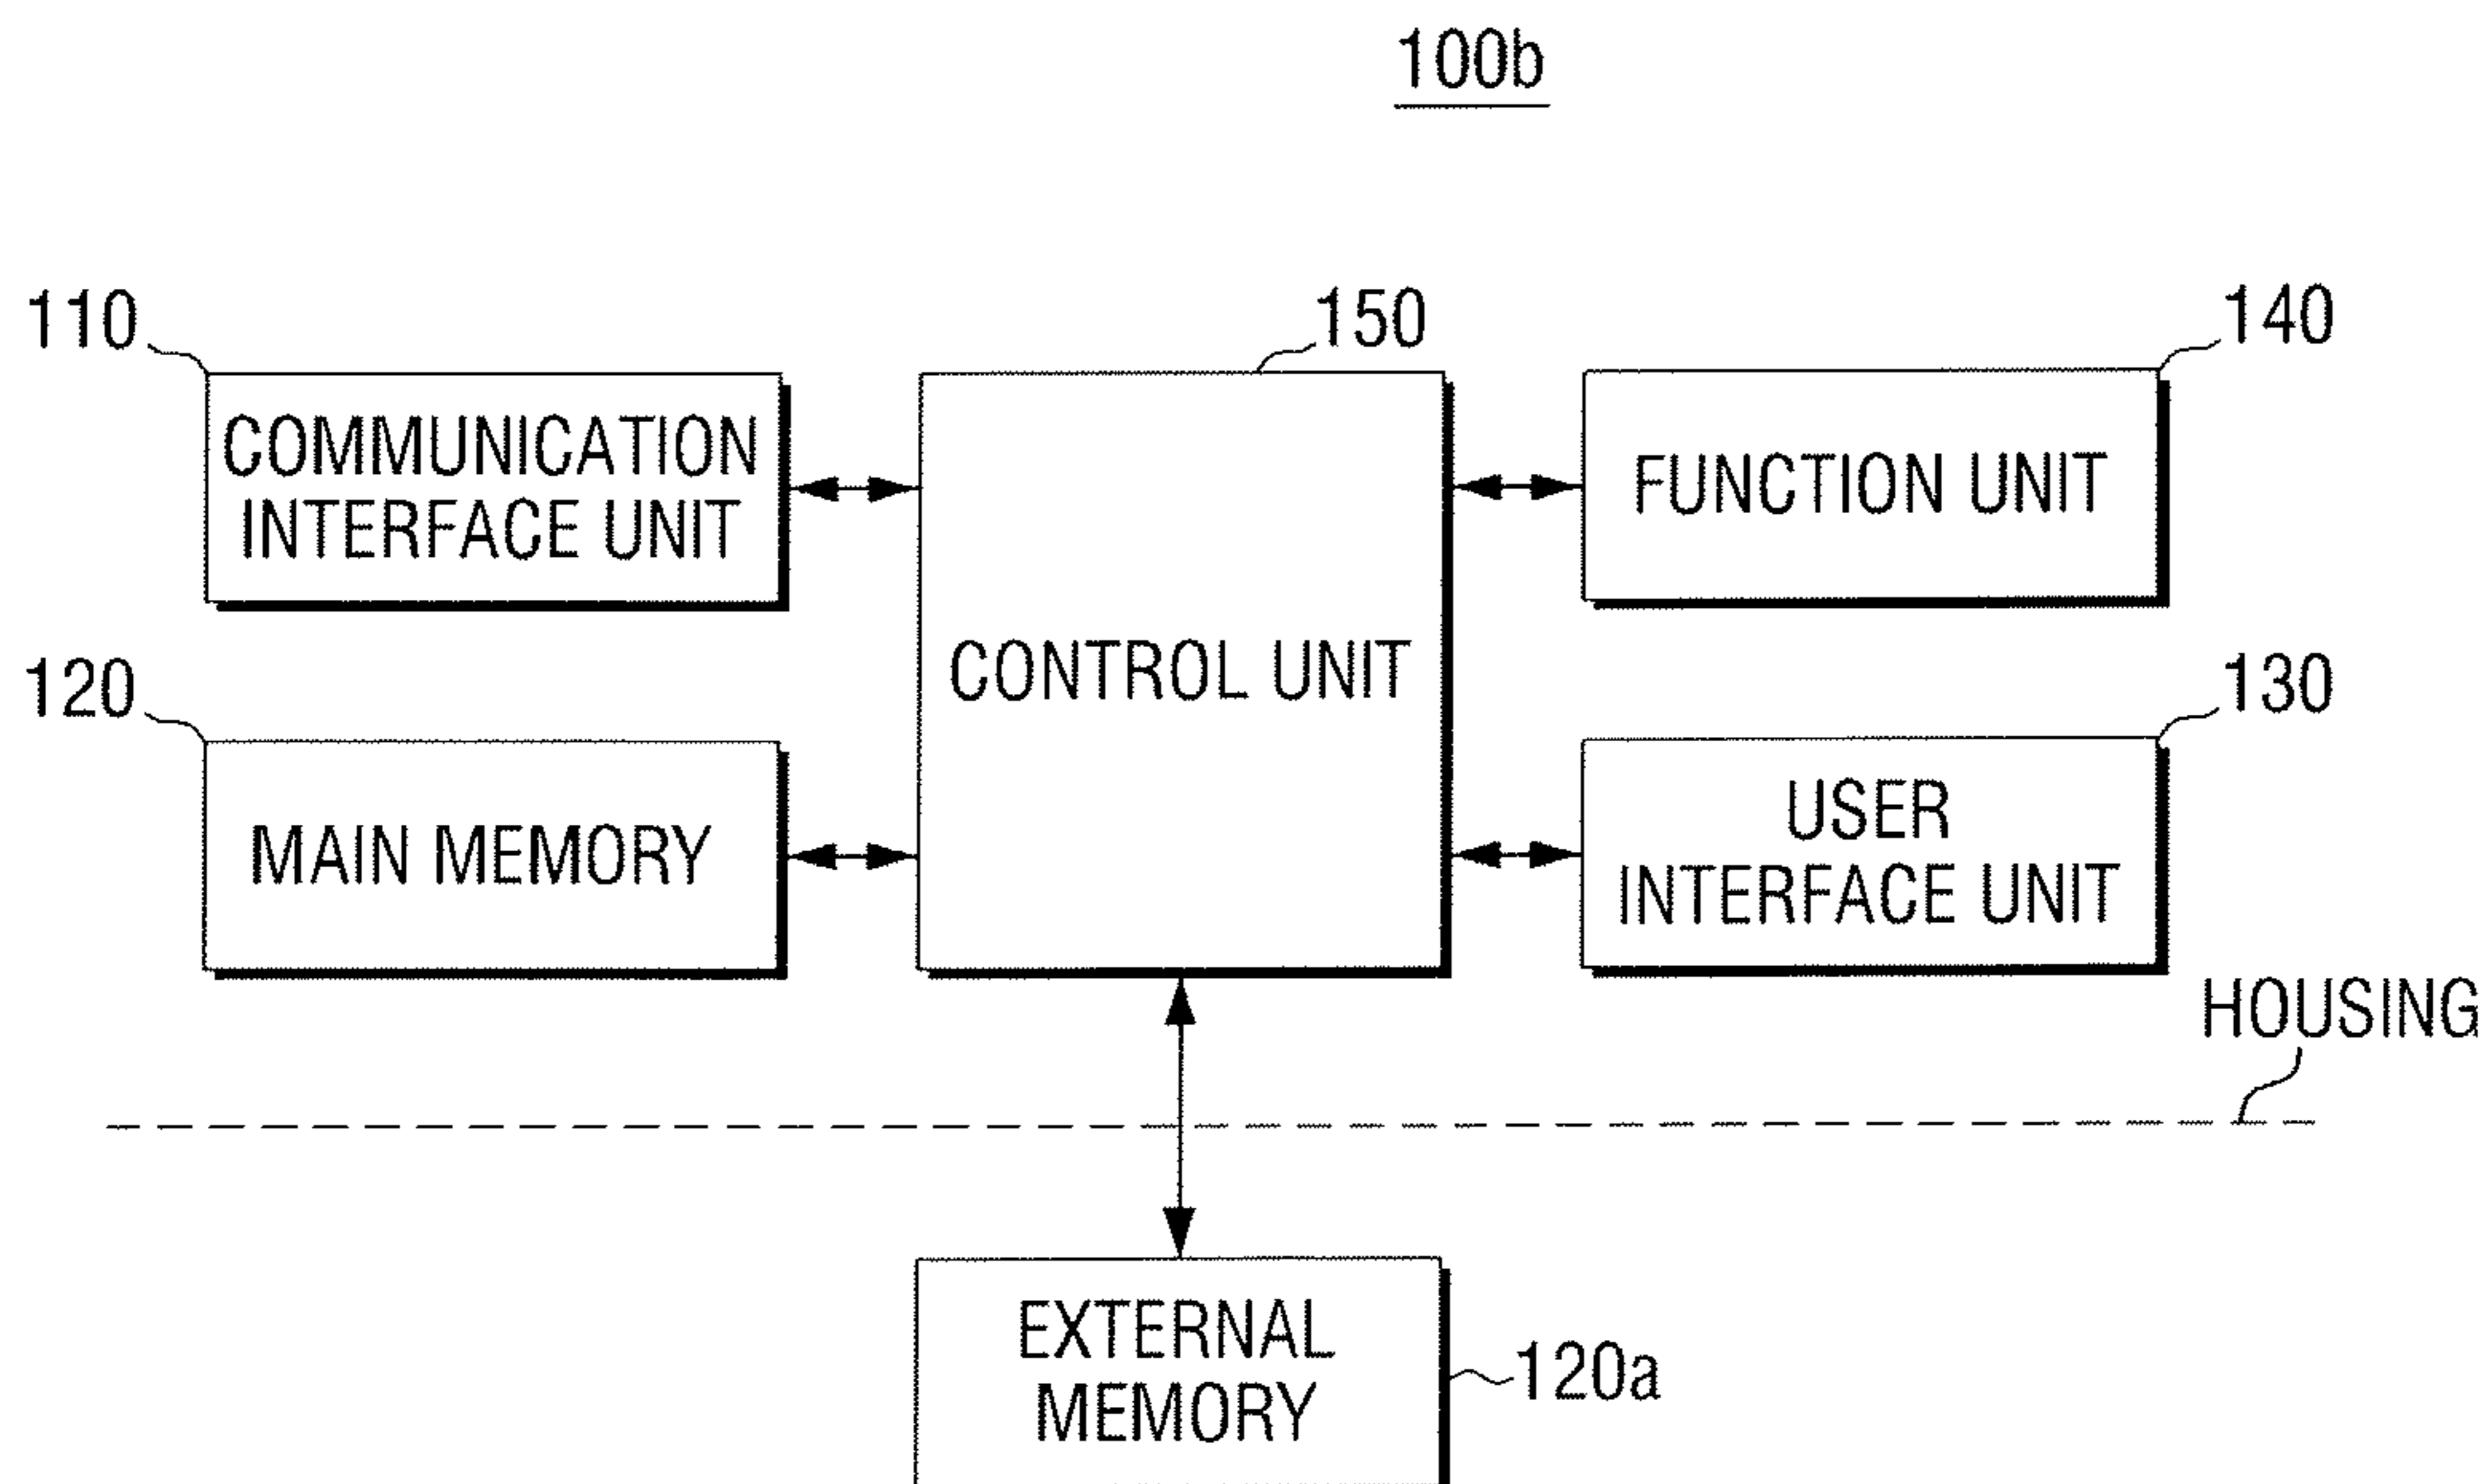 100b
110
150
140
COMMUNICATION
INTERFACE UNIT
FUNCTION UNIT
CONTROL UNIT
120
130
MAIN MEMORY
USER
INTERFACE UNIT
HOUSING
EXTERNAL
MEMORY
120a